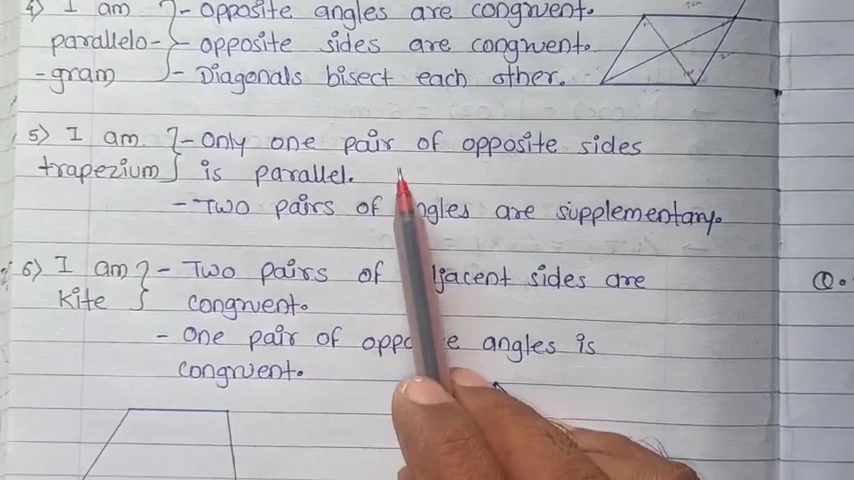 4) I am } - opposite angles are congruent.
parallelo- } - opposite sides are congruent.
-gram } - Diagonals bisect each other.
5) I am } - Only one pair of opposite sides
trapezium } is parallel.
- Two pairs of ngles are supplementary.
6) I am } - Two pairs of jacent sides are
kite } congruent.
- One pair of oppo e angles is
congruent.
Q.